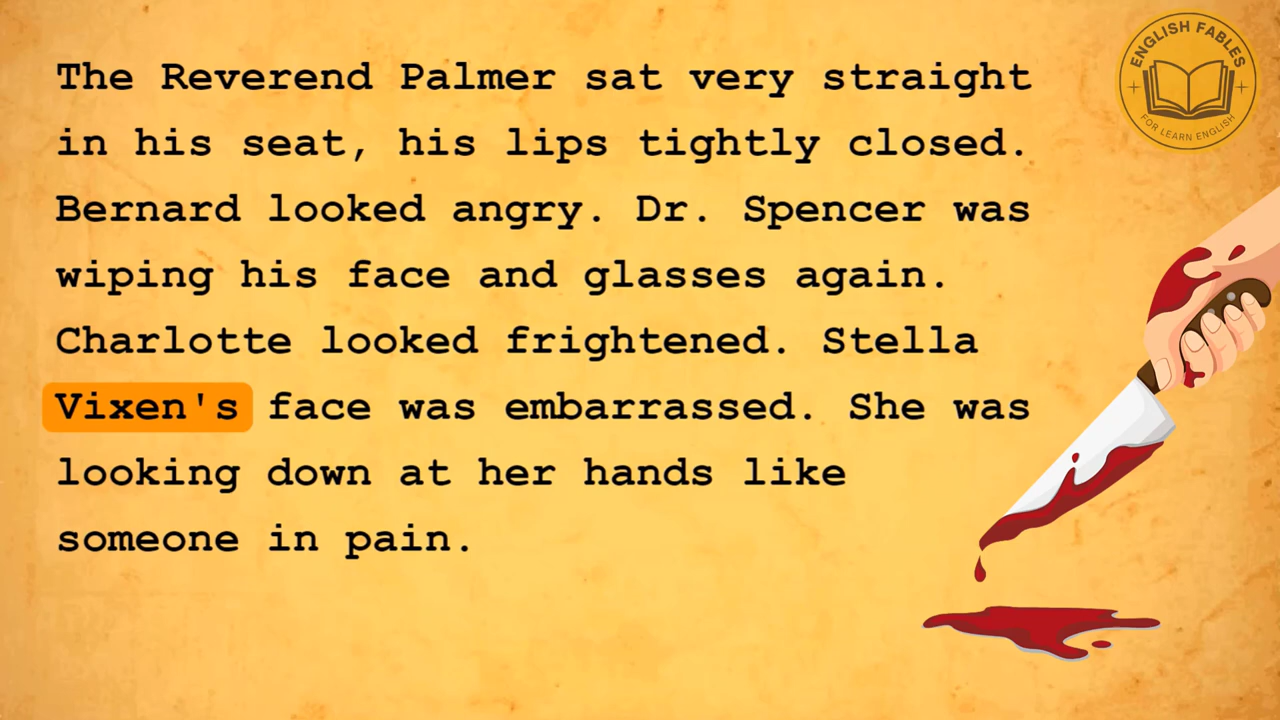 The Reverend Palmer sat very straight
in his seat, his lips tightly closed.
Bernard looked angry. Dr. Spencer was
wiping his face and glasses again.
Charlotte looked frightened. Stella
Vixen's face was embarrassed. She was
looking down at her hands like
someone in pain.
ENGLISH FABLES
FOR LEARN ENGLISH